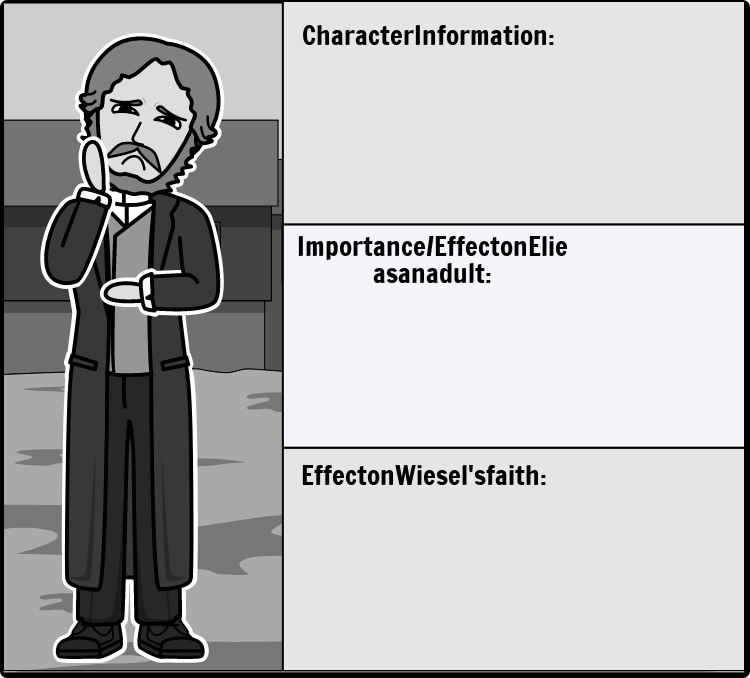 CharacterInformation:
Importance/EffectonElie
asanadult:
EffectonWiesel'sfaith: